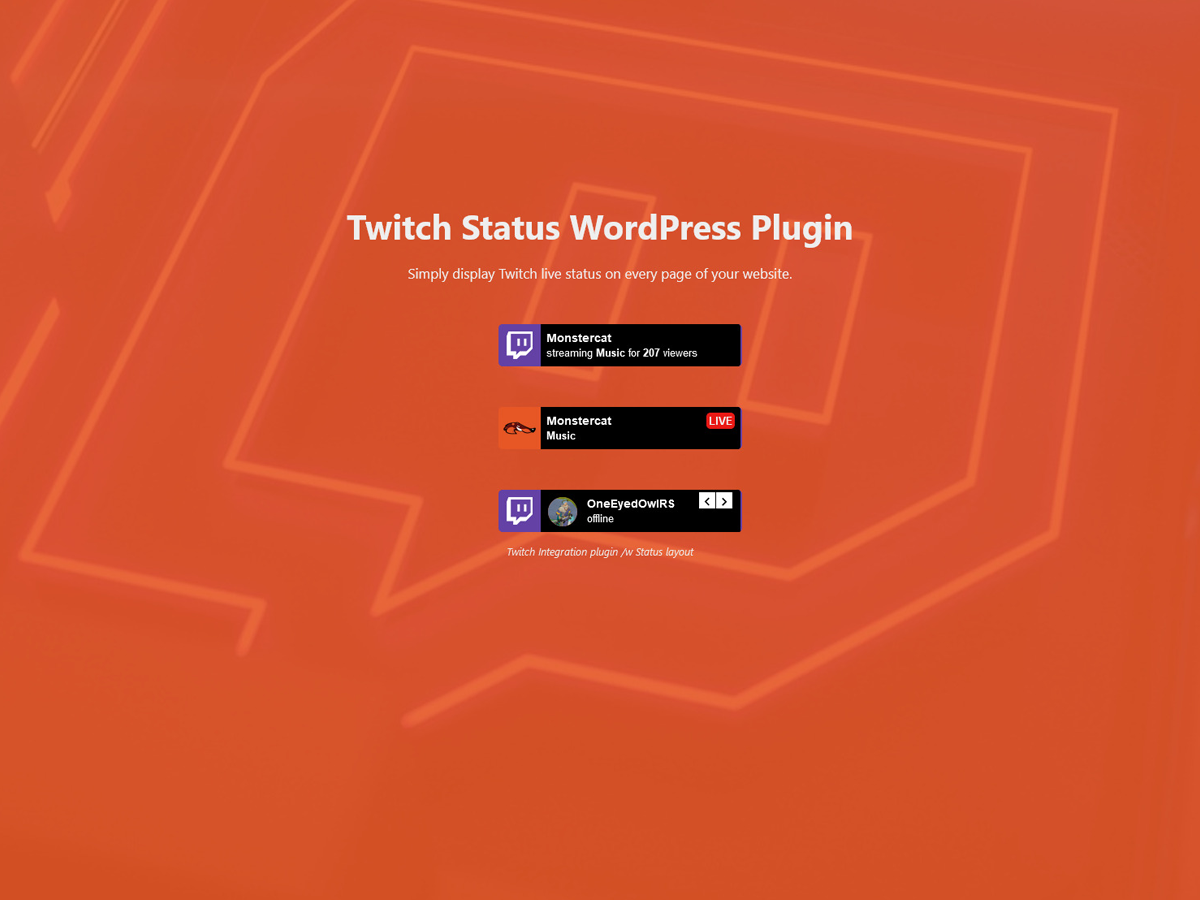 Twitch Status WordPress Plugin
Simply display Twitch live status on every page of your website.
Monstercat
streaming Music for 207 viewers
Monstercat
LIVE
Music
OneEyedOwlRS
offline
Twitch Integration plugin /w Status layout